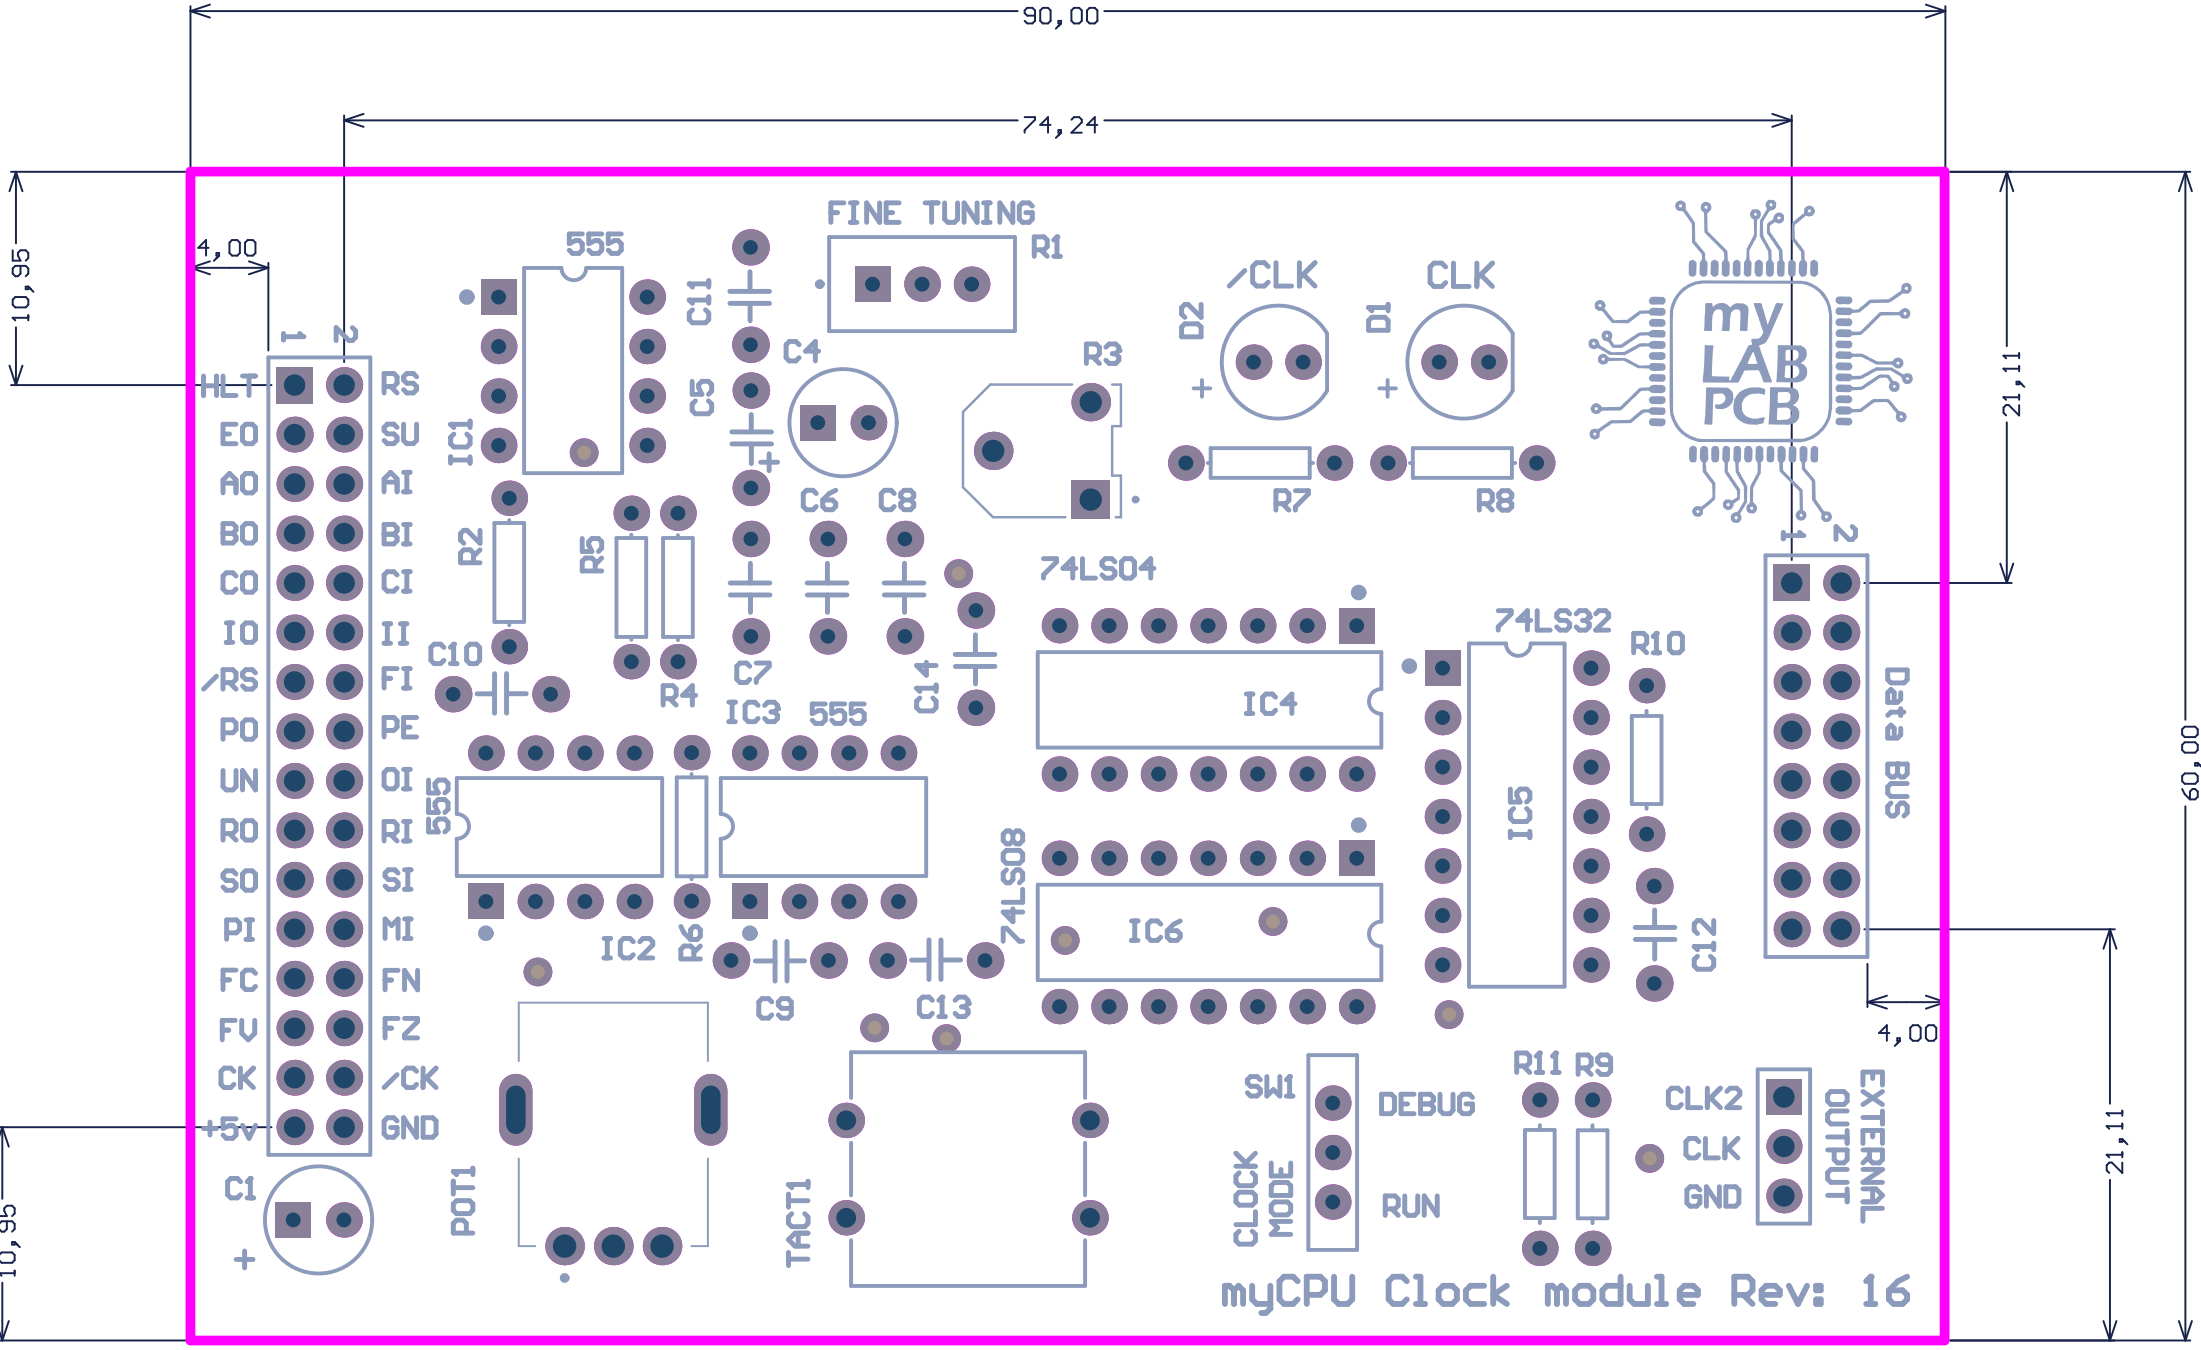 90,00
74,24
10,95
4,00
21,11
60,00
FINE TUNING
R1
555
C11
/CLK
CLK
D2
D1
my
LAB
PCB
1
2
C4
R3
C5
+
+
HLT
RS
EO
SU
IC1
+
AO
AI
C6
C8
R7
R8
BO
BI
R2
R5
1
2
CO
CI
74LS04
IO
II
74LS32
R10
C10
/RS
FI
C7
R4
C14
IC3
555
IC4
Data BUS
PO
PE
UN
OI
555
IC5
RO
RI
SO
SI
74LS08
PI
MI
IC2
R6
IC6
C12
FC
FN
C9
C13
FV
FZ
4,00
CK
/CK
SW1
DEBUG
R11
R9
CLK2
CLK
GND
EXTERNAL
OUTPUT
+5v
GND
21,11
C1
+
10,95
POT1
TACT1
CLOCK
MODE
RUN
myCPU Clock module Rev: 16